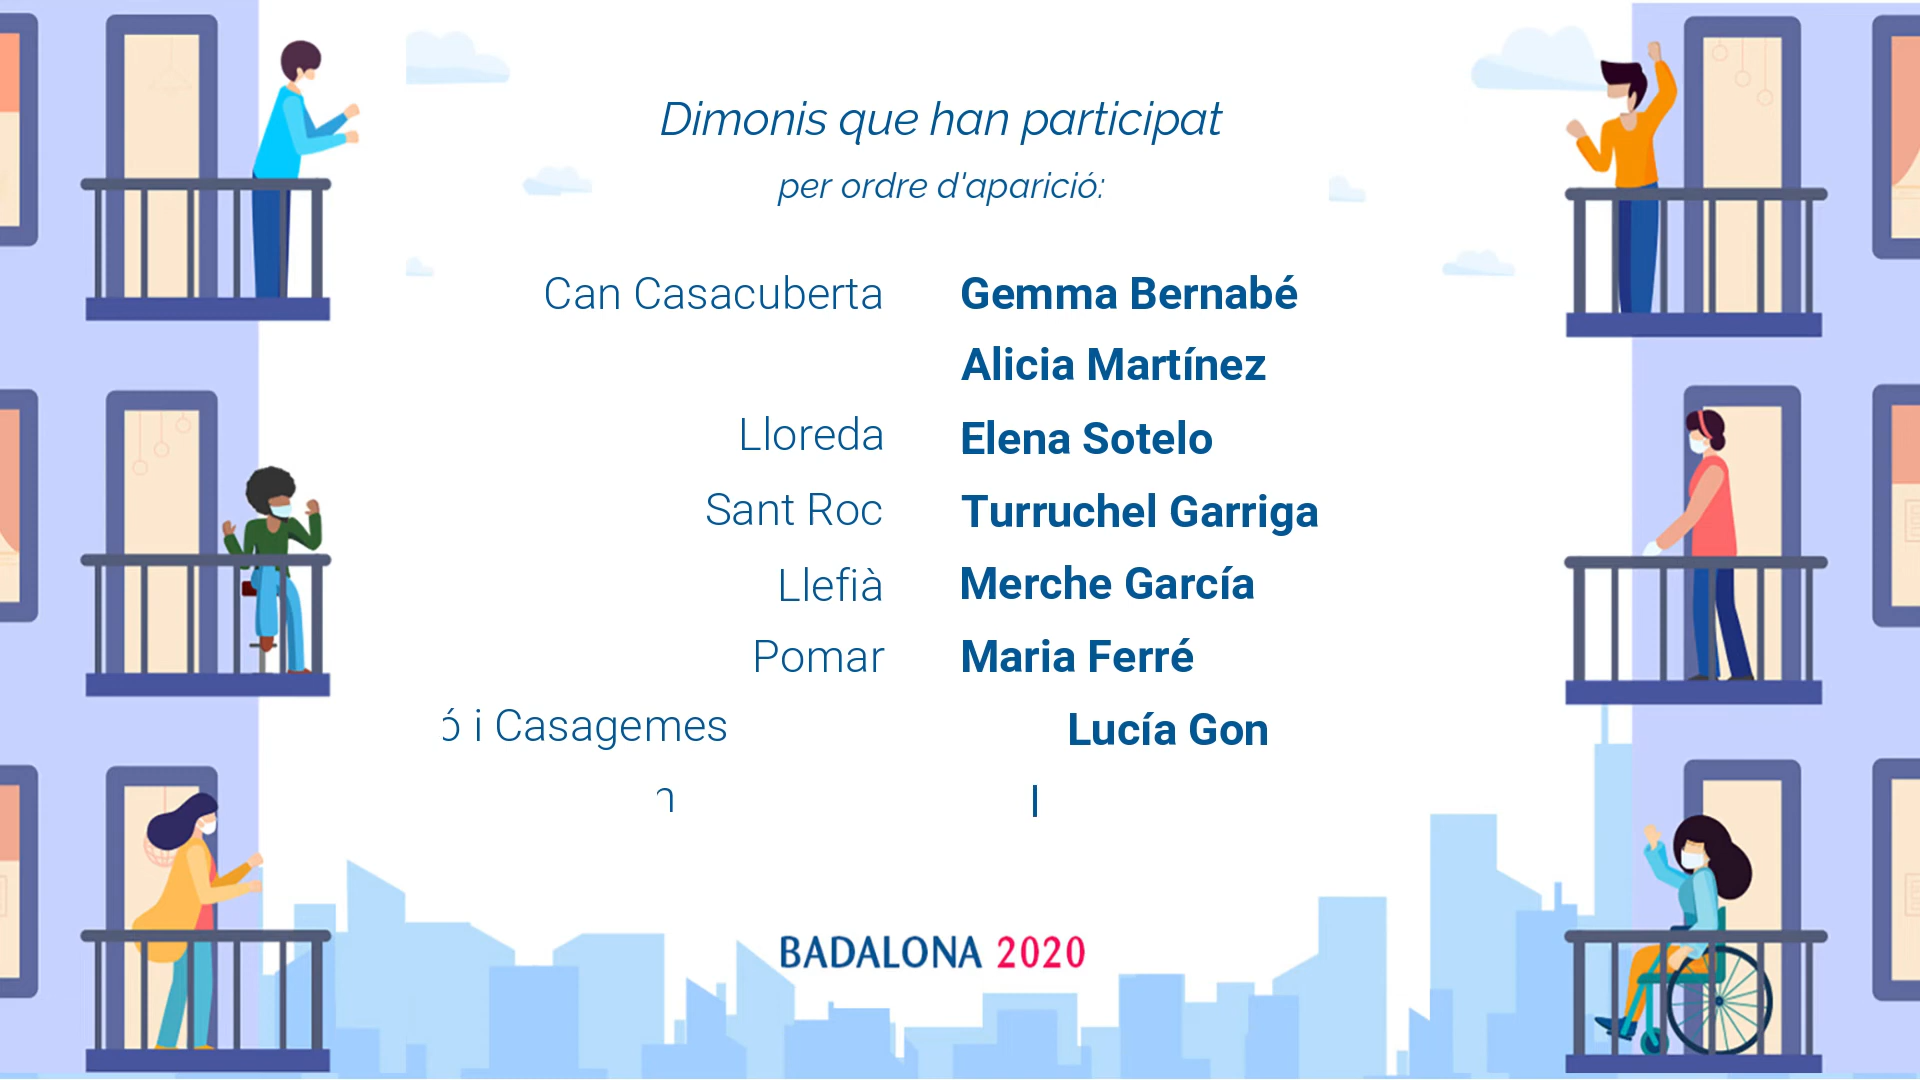 Dimonis que han participat
per ordre d'aparició:
Can Casacuberta Gemma Bernabé
Alicia Martínez
Lloreda Elena Sotelo
Sant Roc Turruchel Garriga
Llefià Merche García
Pomar Maria Ferré
i Casagemes Lucía Gon
BADALONA 2020